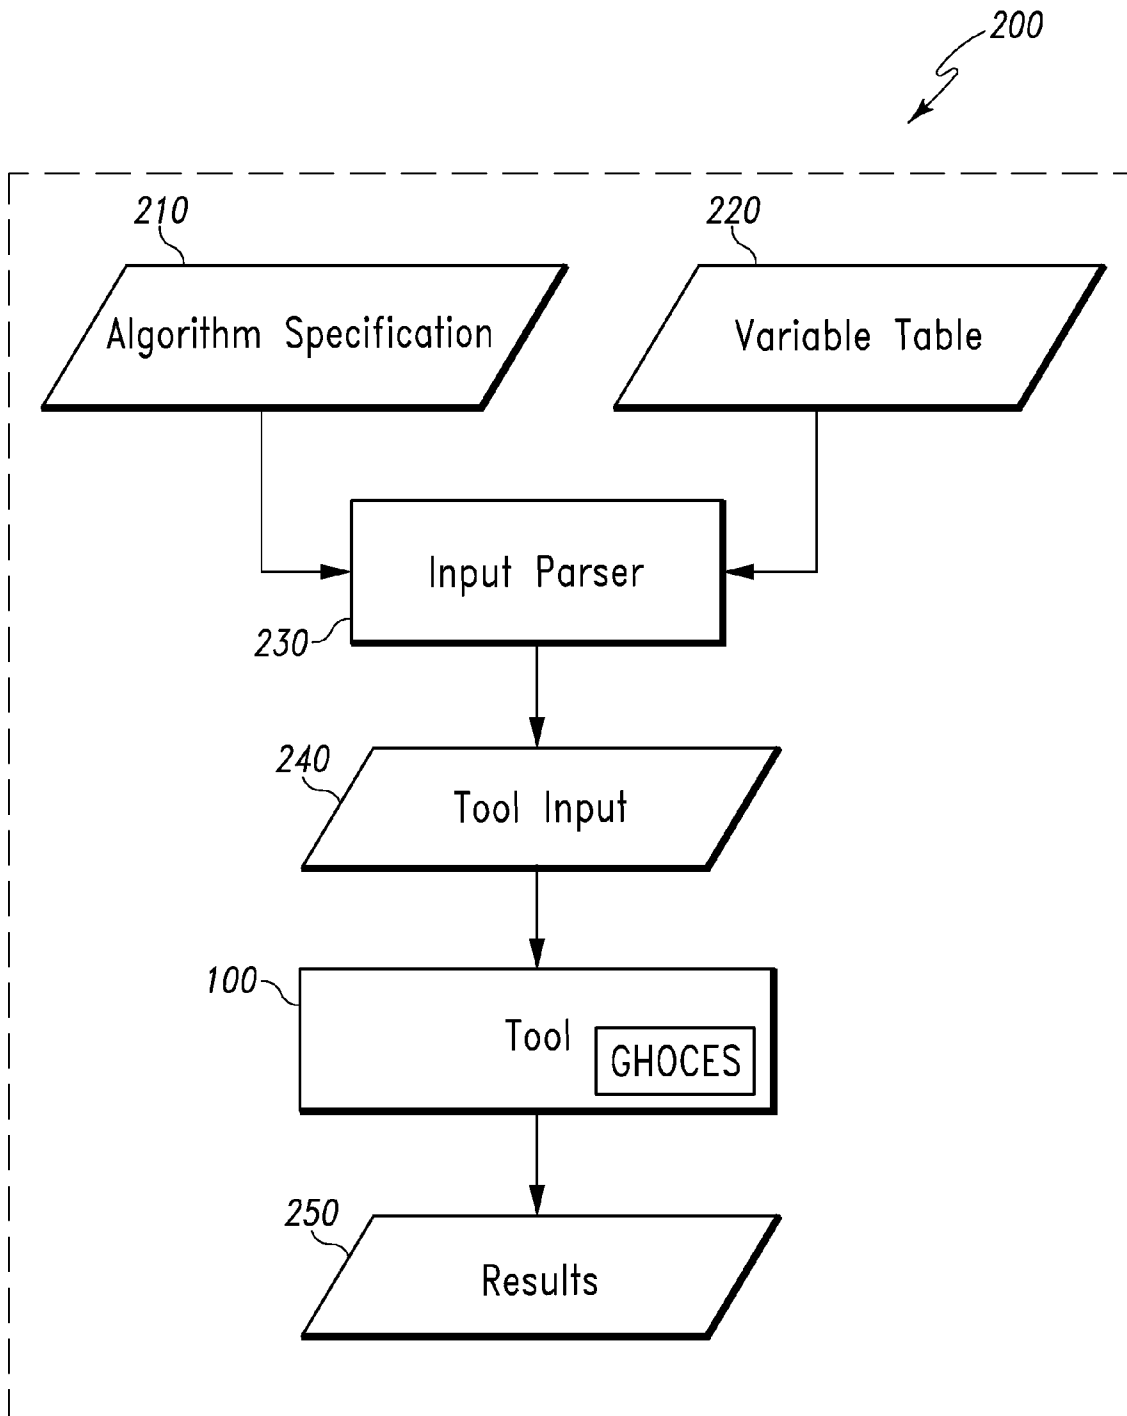 200
210
220
Algorithm Specification
Variable Table
Input Parser
230
240
Tool Input
100
Tool
GHOCES
250
Results